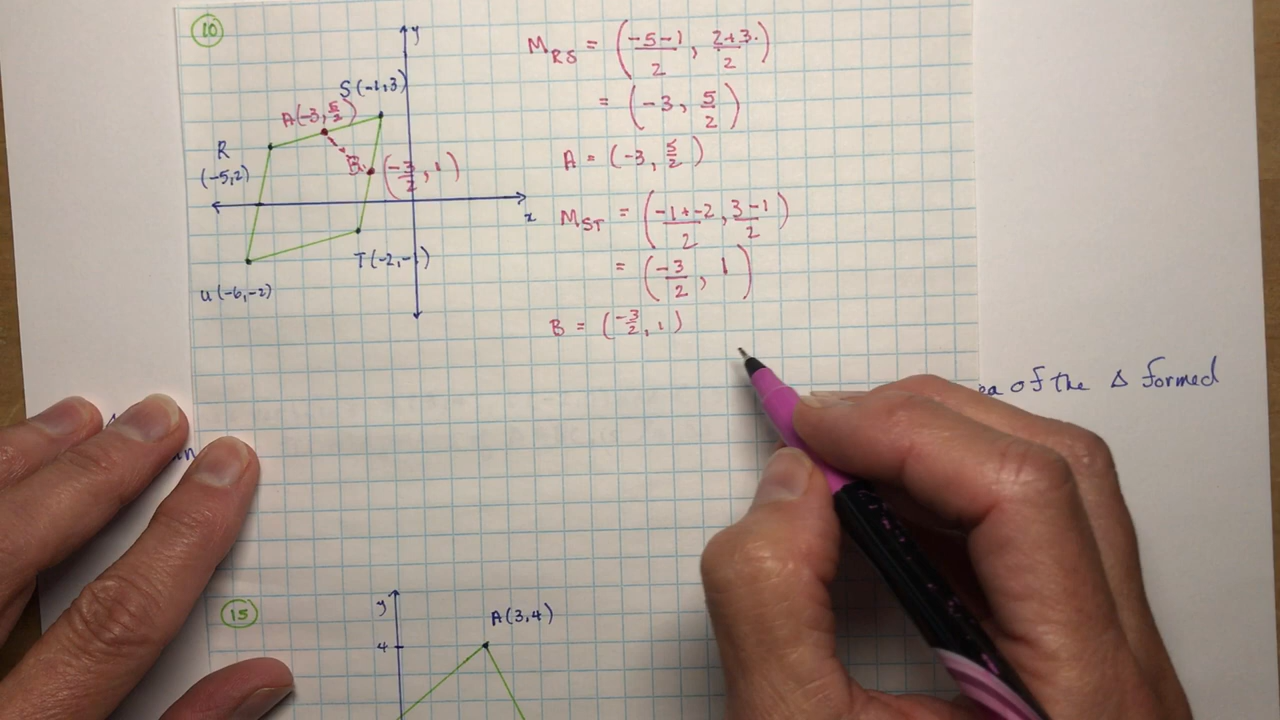 10
y
S(-1,3)
A(-3, 5/2)
R
(-5,2)
B
(-3/2, 1)
x
T(-2,-1)
U(-6,-2)
M_RS = ((-5-1)/2, (2+3)/2)
= (-3, 5/2)
A = (-3, 5/2)
M_ST = ((-1+-2)/2, (3-1)/2)
= (-3/2, 1)
B = (-3/2, 1)
of the Δ formed
15
y
A(3,4)
4